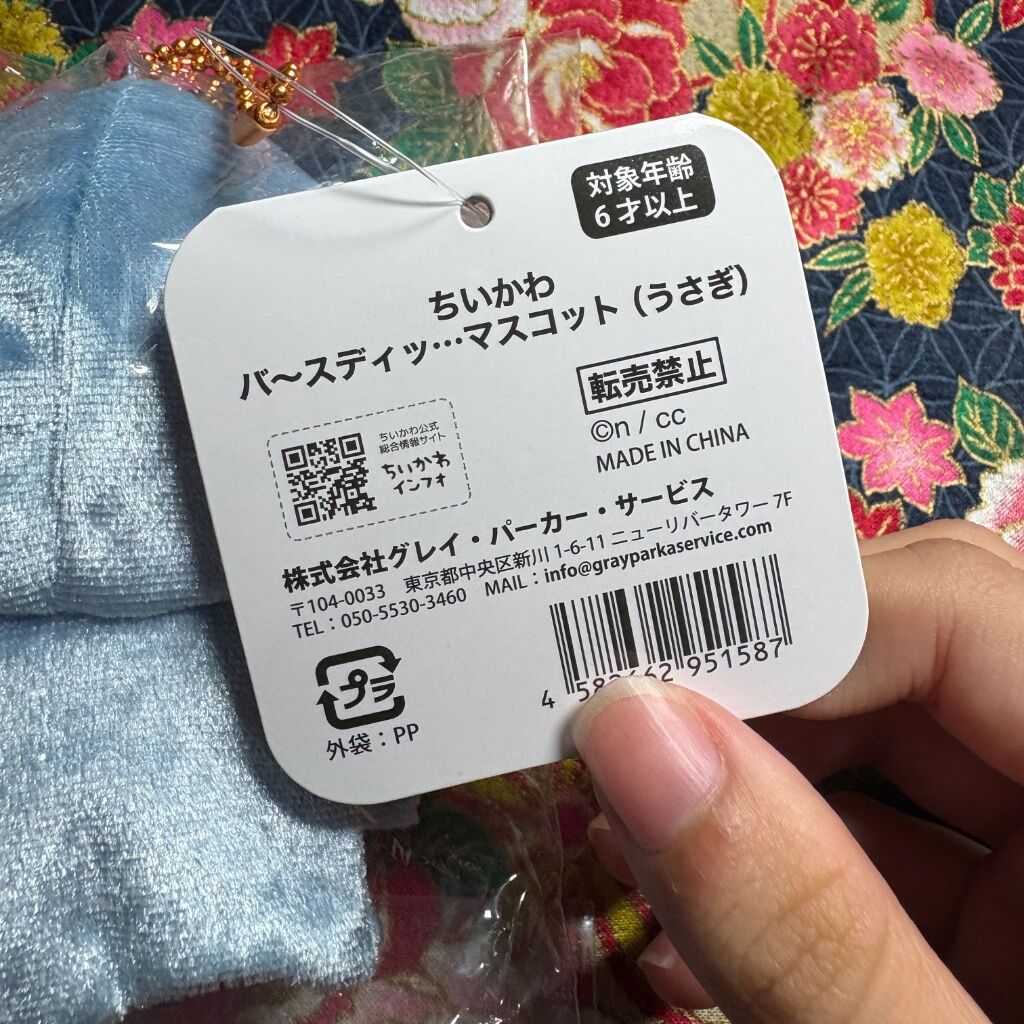 対象年齢
6才以上
ちいかわ
バ〜スディッ…マスコット（うさぎ）
転売禁止
©n / cc
MADE IN CHINA
ちいかわ公式
総合情報サイト
ちいかわ
インフォ
株式会社グレイ・パーカー・サービス
〒104-0033 東京都中央区新川 1-6-11 ニューリバータワー 7F
TEL：050-5530-3460 MAIL：info@grayparkaservice.com
プラ
外袋：PP
4 951587